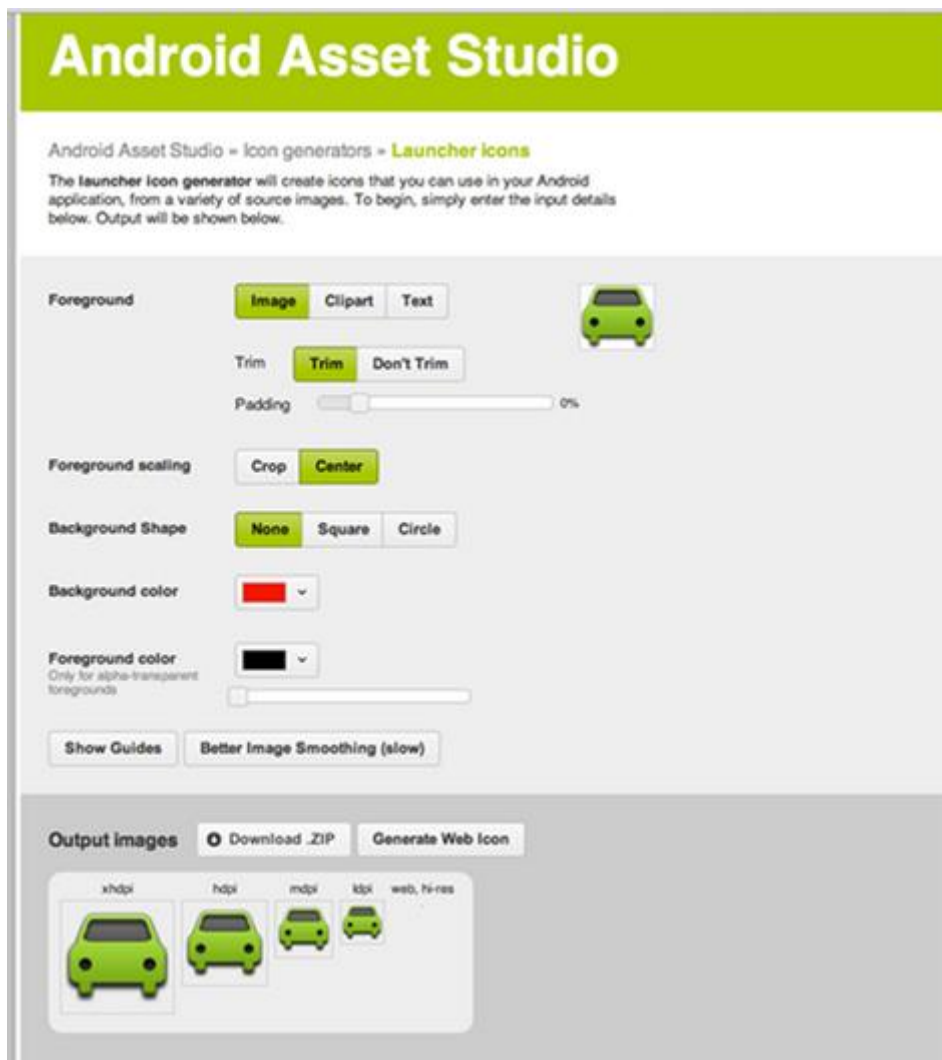 Android Asset Studio
Android Asset Studio » Icon generators » Launcher icons
The launcher icon generator will create icons that you can use in your Android
application, from a variety of source images. To begin, simply enter the input details
below. Output will be shown below.
Foreground
Image Clipart Text
Trim Trim Don't Trim
Padding 0%
Foreground scaling Crop Center
Background Shape None Square Circle
Background color
Foreground color
Only for alpha-transparent
foregrounds
Show Guides Better Image Smoothing (slow)
Output images Download .ZIP Generate Web Icon
xhdpi hdpi mdpi ldpi web, hi-res